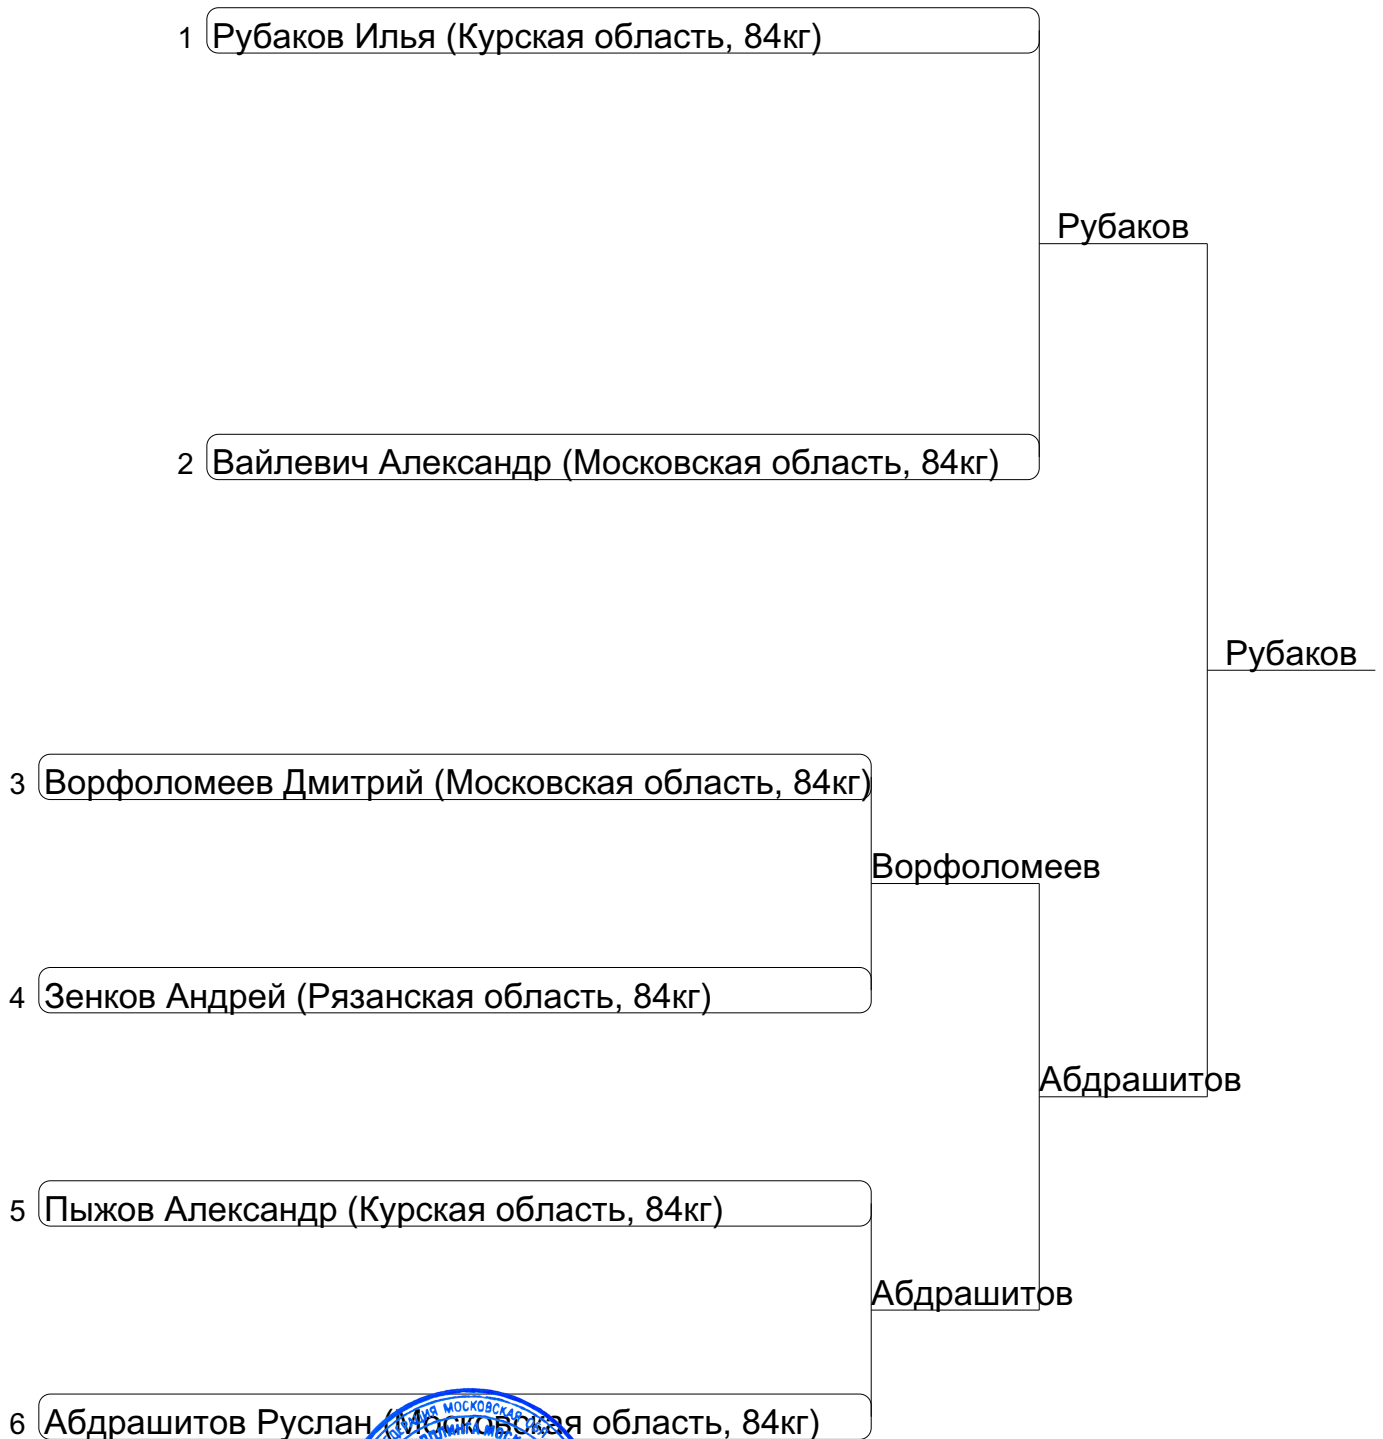 1 Рубаков Илья (Курская область, 84кг)
Рубаков
2 Вайлевич Александр (Московская область, 84кг)
Рубаков
3 Ворфоломеев Дмитрий (Московская область, 84кг)
Ворфоломеев
4 Зенков Андрей (Рязанская область, 84кг)
Абдрашитов
5 Пыжов Александр (Курская область, 84кг)
Абдрашитов
6 Абдрашитов Руслан (Московская область, 84кг)
МОСКОВСКАЯ